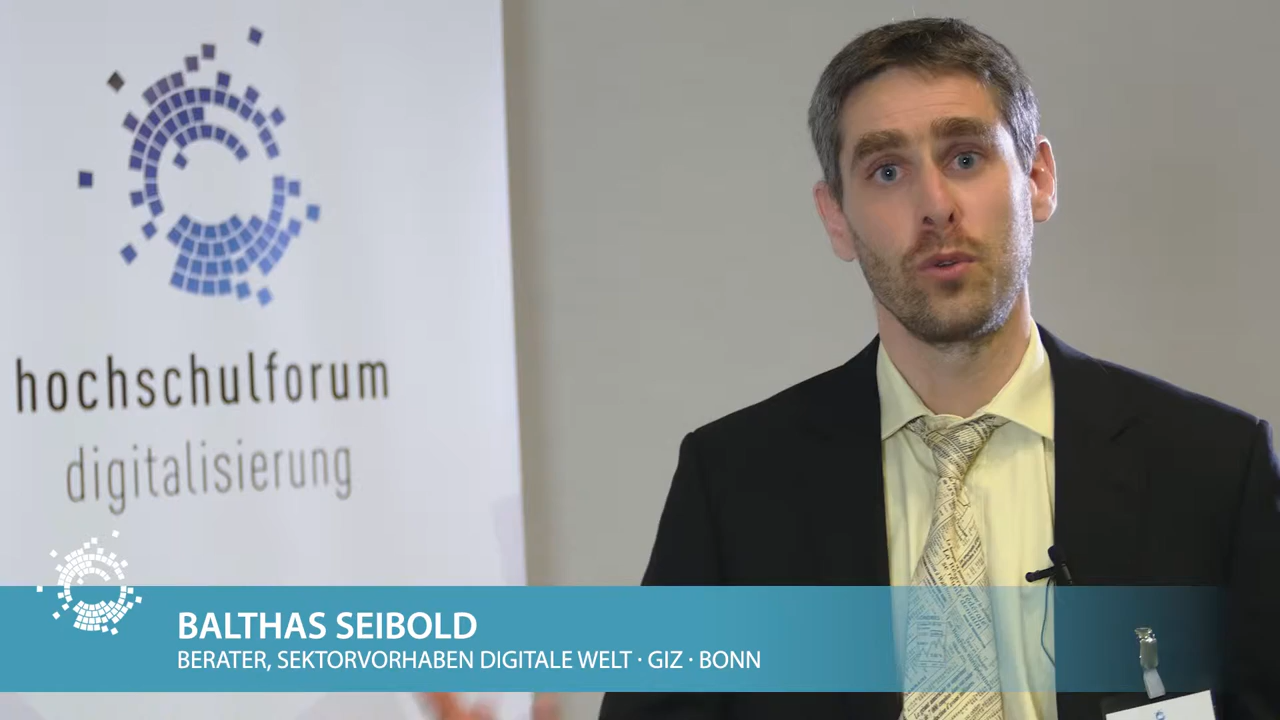 hochschulforum
digitalisierung
BALTHAS SEIBOLD
BERATER, SEKTORVORHABEN DIGITALE WELT · GIZ · BONN